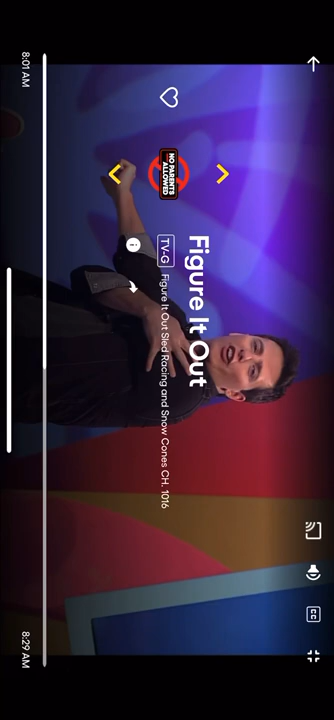 NO PARENTS
ALLOWED
Figure It Out
TV-G Figure It Out Sled Racing and Snow Cones CH. 1016
8:01 AM
8:29 AM
CC